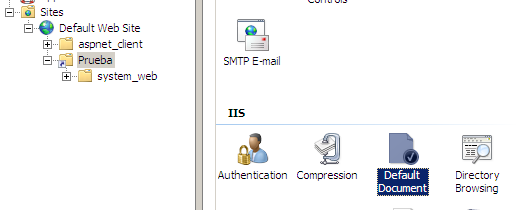 Sites
Default Web Site
aspnet_client
Prueba
system_web
Controls
SMTP E-mail
IIS
Authentication
Compression
Default
Document
Directory
Browsing